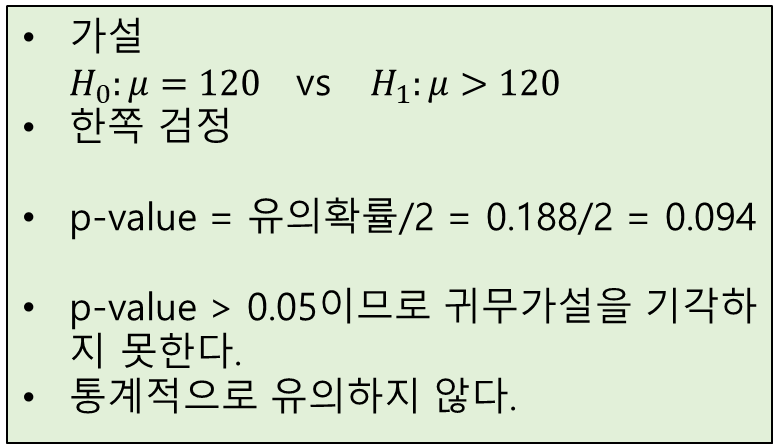 • 가설
H₀: μ = 120 vs H₁: μ > 120
• 한쪽 검정
• p-value = 유의확률/2 = 0.188/2 = 0.094
• p-value > 0.05이므로 귀무가설을 기각하
지 못한다.
• 통계적으로 유의하지 않다.